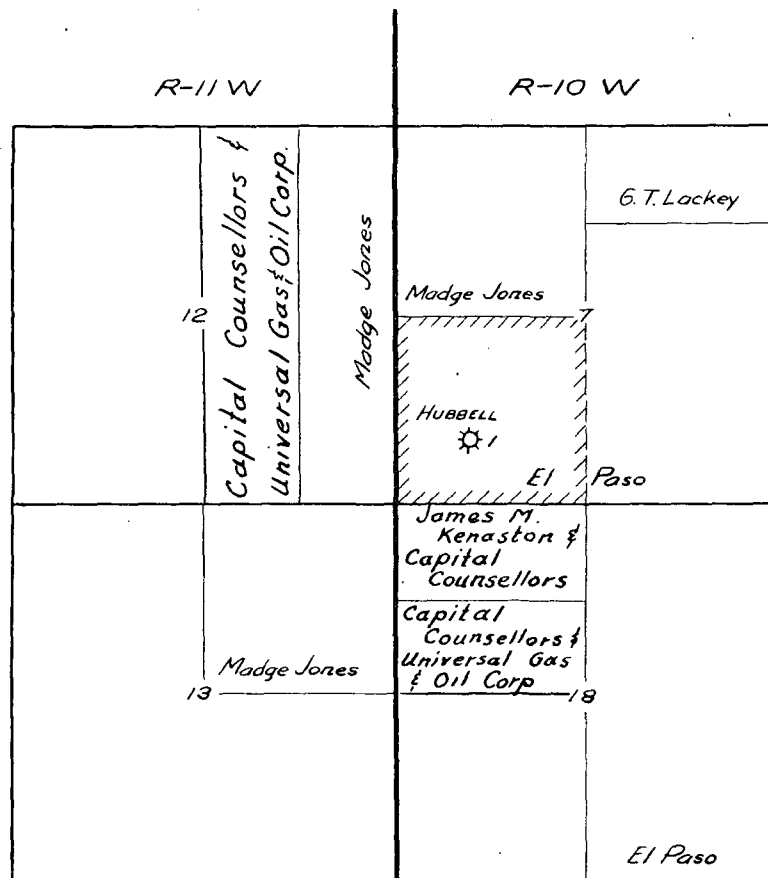 R-11 W
R-10 W
Capital Counsellors &
Universal Gas & Oil Corp.
Madge Jones
G. T. Lackey
12
Madge Jones
7
HUBBELL
1
El Paso
James M.
Kenaston &
Capital
Counsellors
Capital
Counsellors &
Universal Gas
& Oil Corp
Madge Jones
13
18
El Paso